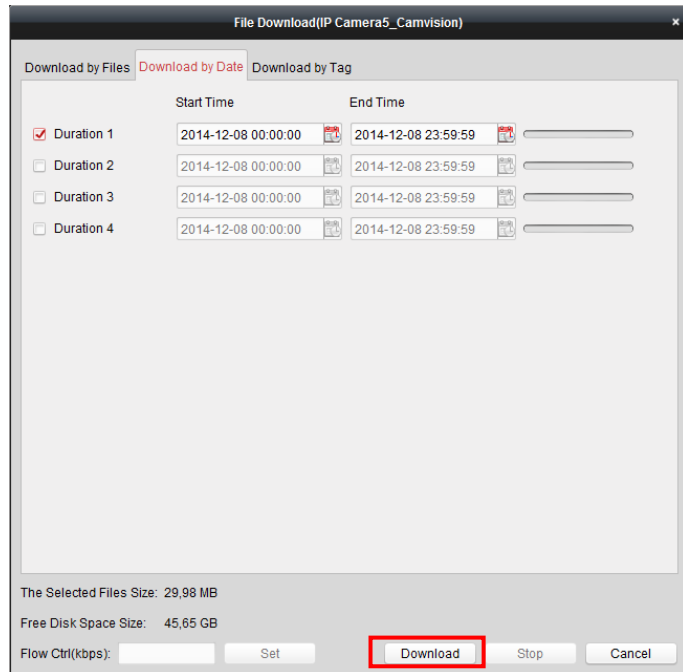 File Download(IP Camera5_Camvision) ×
Download by Files Download by Date Download by Tag
Start Time End Time
Duration 1 2014-12-08 00:00:00 2014-12-08 23:59:59
Duration 2 2014-12-08 00:00:00 2014-12-08 23:59:59
Duration 3 2014-12-08 00:00:00 2014-12-08 23:59:59
Duration 4 2014-12-08 00:00:00 2014-12-08 23:59:59
The Selected Files Size: 29,98 MB
Free Disk Space Size: 45,65 GB
Flow Ctrl(kbps): Set Download Stop Cancel